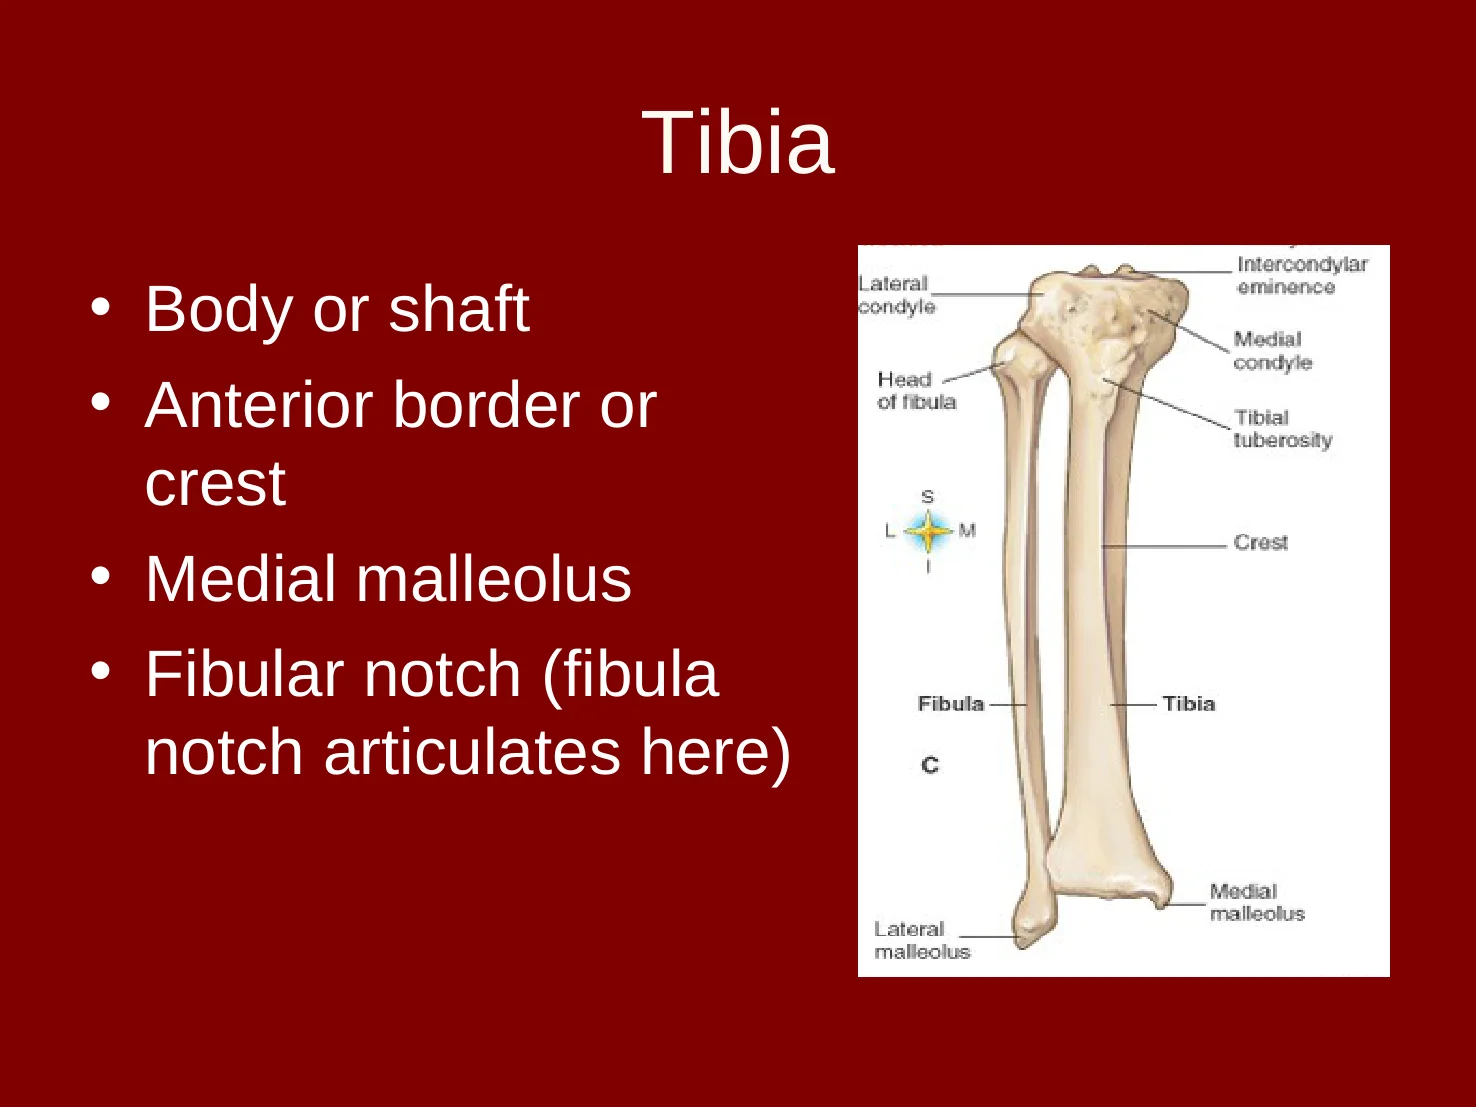 Tibia
• Body or shaft
• Anterior border or
crest
• Medial malleolus
• Fibular notch (fibula
notch articulates here)
Intercondylar
eminence
Lateral
condyle
Medial
condyle
Head
of fibula
Tibial
tuberosity
S
L
M
I
Crest
Fibula
Tibia
C
Medial
malleolus
Lateral
malleolus